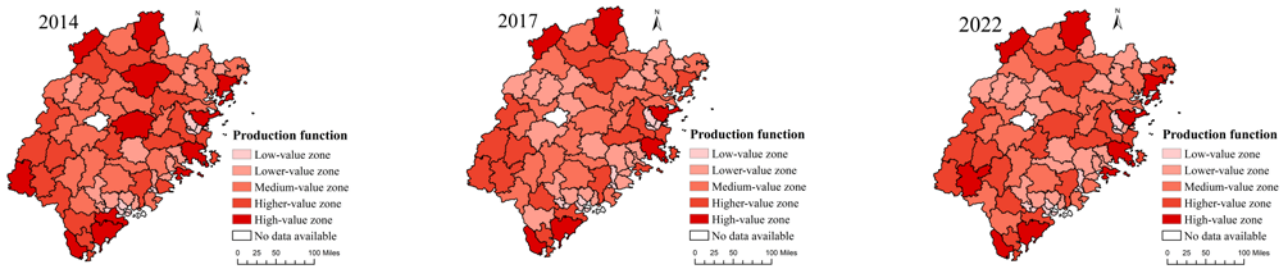 2014
N
Production function
Low-value zone
Lower-value zone
Medium-value zone
Higher-value zone
High-value zone
No data available
0 25 50 100 Miles
2017
N
Production function
Low-value zone
Lower-value zone
Medium-value zone
Higher-value zone
High-value zone
No data available
0 25 50 100 Miles
2022
N
Production function
Low-value zone
Lower-value zone
Medium-value zone
Higher-value zone
High-value zone
No data available
0 25 50 100 Miles